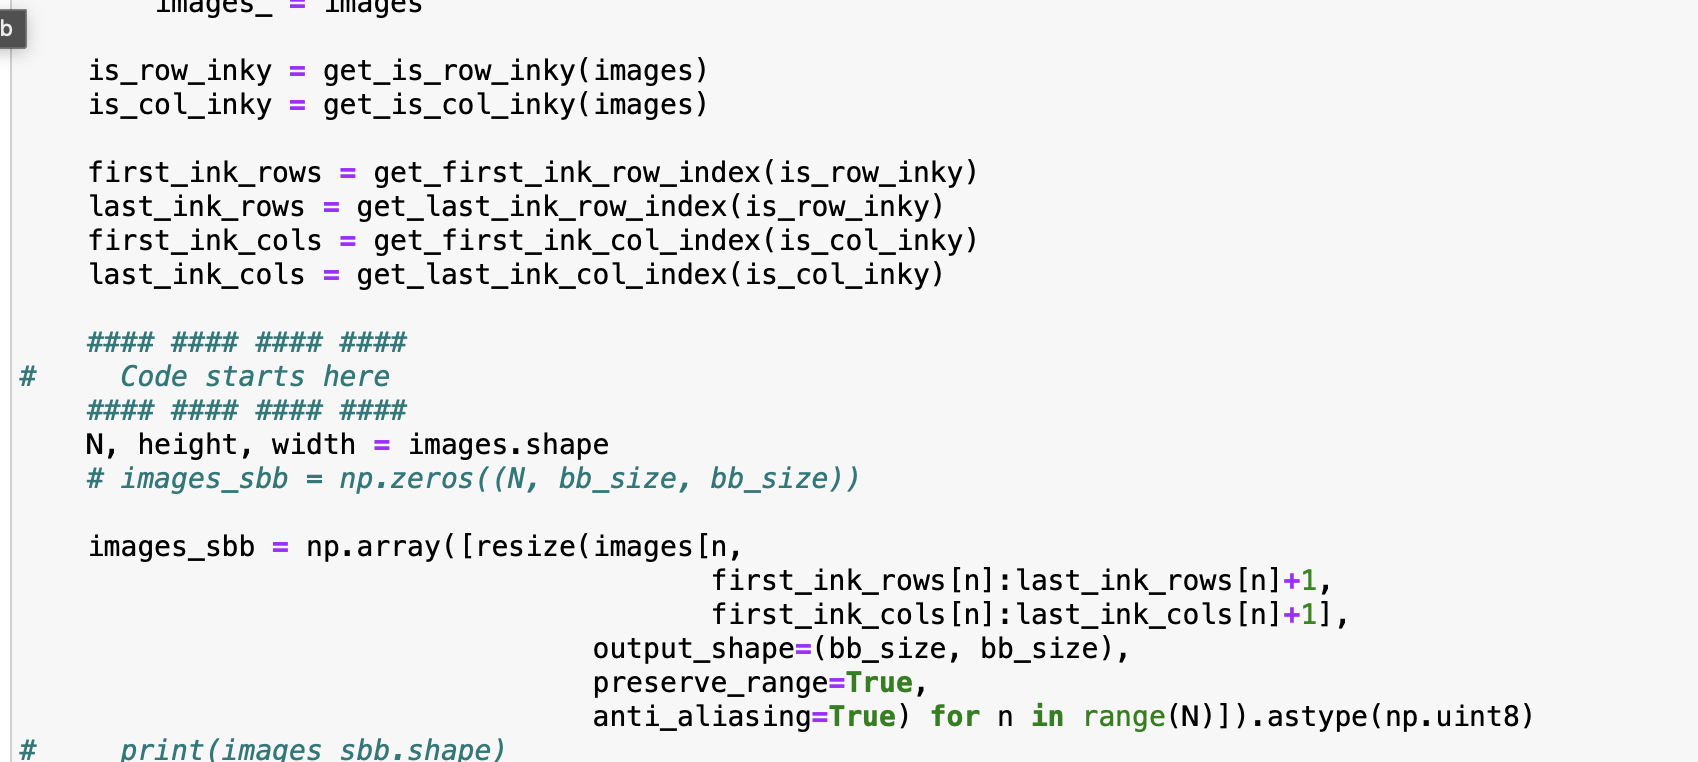 images_ = images
b
is_row_inky = get_is_row_inky(images)
is_col_inky = get_is_col_inky(images)
first_ink_rows = get_first_ink_row_index(is_row_inky)
last_ink_rows = get_last_ink_row_index(is_row_inky)
first_ink_cols = get_first_ink_col_index(is_col_inky)
last_ink_cols = get_last_ink_col_index(is_col_inky)
#### #### #### ####
#     Code starts here
#### #### #### ####
N, height, width = images.shape
# images_sbb = np.zeros((N, bb_size, bb_size))
images_sbb = np.array([resize(images[n,
first_ink_rows[n]:last_ink_rows[n]+1,
first_ink_cols[n]:last_ink_cols[n]+1],
output_shape=(bb_size, bb_size),
preserve_range=True,
anti_aliasing=True) for n in range(N)]).astype(np.uint8)
#     print(images_sbb.shape)